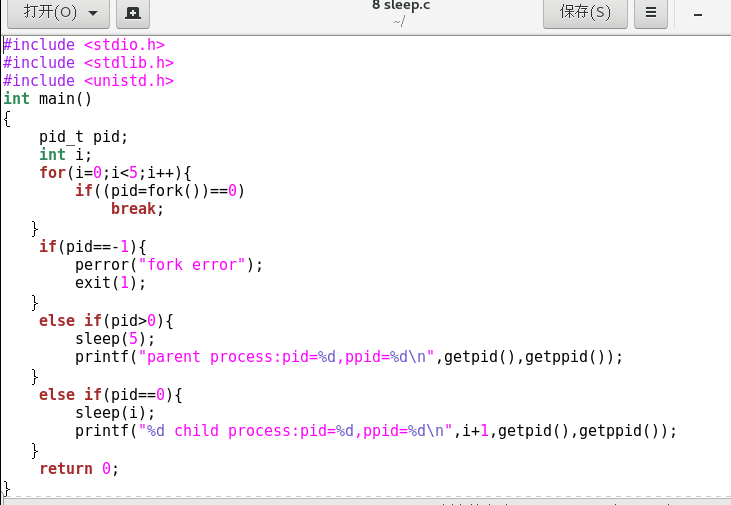 打开(O)
8 sleep.c
~/
保存(S)
#include <stdio.h>
#include <stdlib.h>
#include <unistd.h>
int main()
{
    pid_t pid;
    int i;
    for(i=0;i<5;i++){
        if((pid=fork())==0)
            break;
   }
    if(pid==-1){
        perror("fork error");
        exit(1);
   }
    else if(pid>0){
        sleep(5);
        printf("parent process:pid=%d,ppid=%d\n",getpid(),getppid());
   }
    else if(pid==0){
        sleep(i);
        printf("%d child process:pid=%d,ppid=%d\n",i+1,getpid(),getppid());
   }
    return 0;
}